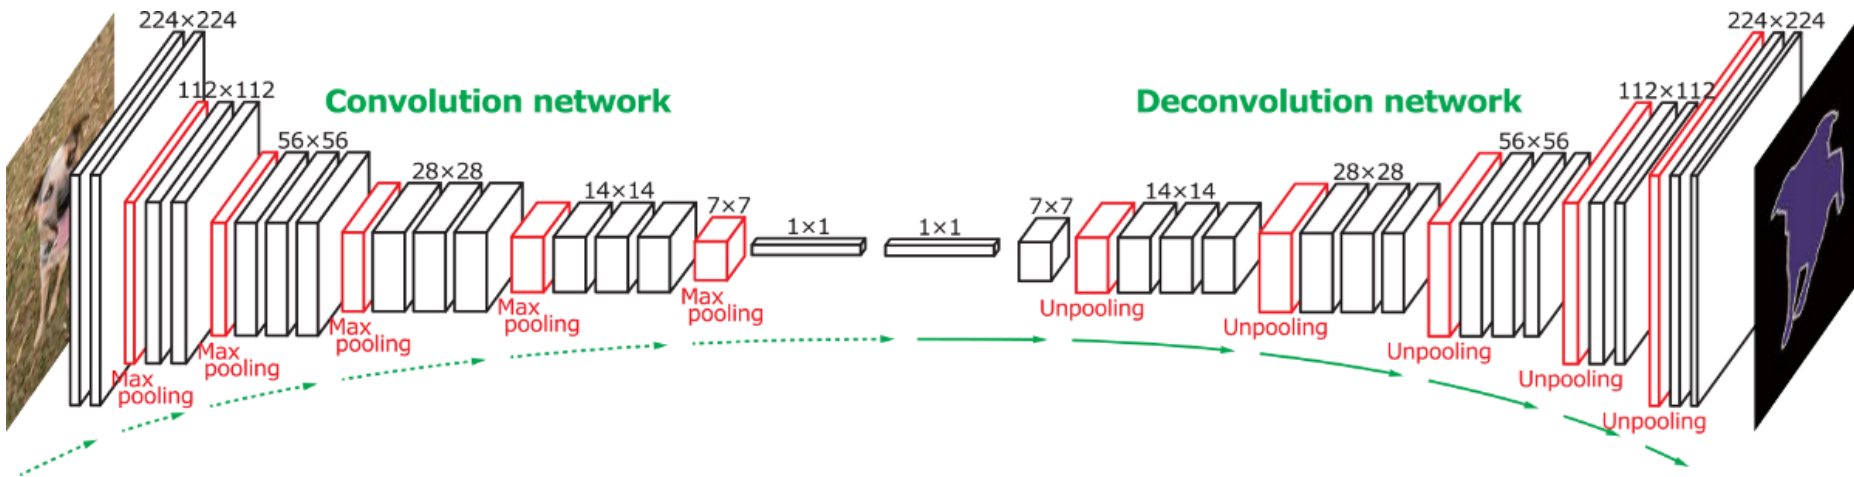 224×224
112×112
Convolution network
56×56
28×28
14×14
7×7
1×1
1×1
7×7
14×14
28×28
56×56
112×112
224×224
Deconvolution network
Max
pooling
Max
pooling
Max
pooling
Max
pooling
Max
pooling
Unpooling
Unpooling
Unpooling
Unpooling
Unpooling